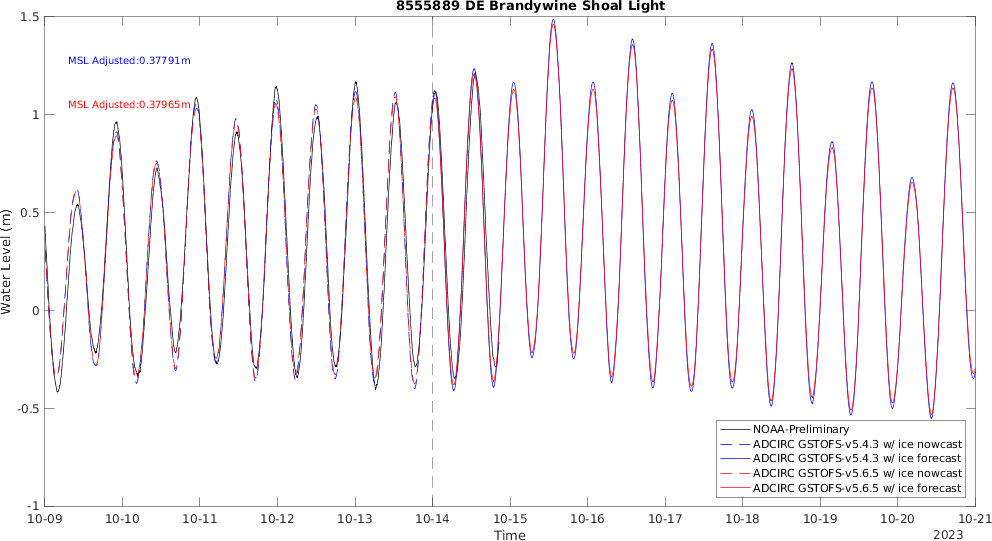 8555889 DE Brandywine Shoal Light
1.5
MSL Adjusted:0.37791m
MSL Adjusted:0.37965m
1
0.5
Water Level (m)
0
-0.5
NOAA-Preliminary
ADCIRC GSTOFS-v5.4.3 w/ ice nowcast
ADCIRC GSTOFS-v5.4.3 w/ ice forecast
ADCIRC GSTOFS-v5.6.5 w/ ice nowcast
ADCIRC GSTOFS-v5.6.5 w/ ice forecast
-1
10-09 10-10 10-11 10-12 10-13 10-14 10-15 10-16 10-17 10-18 10-19 10-20 10-21
Time
2023